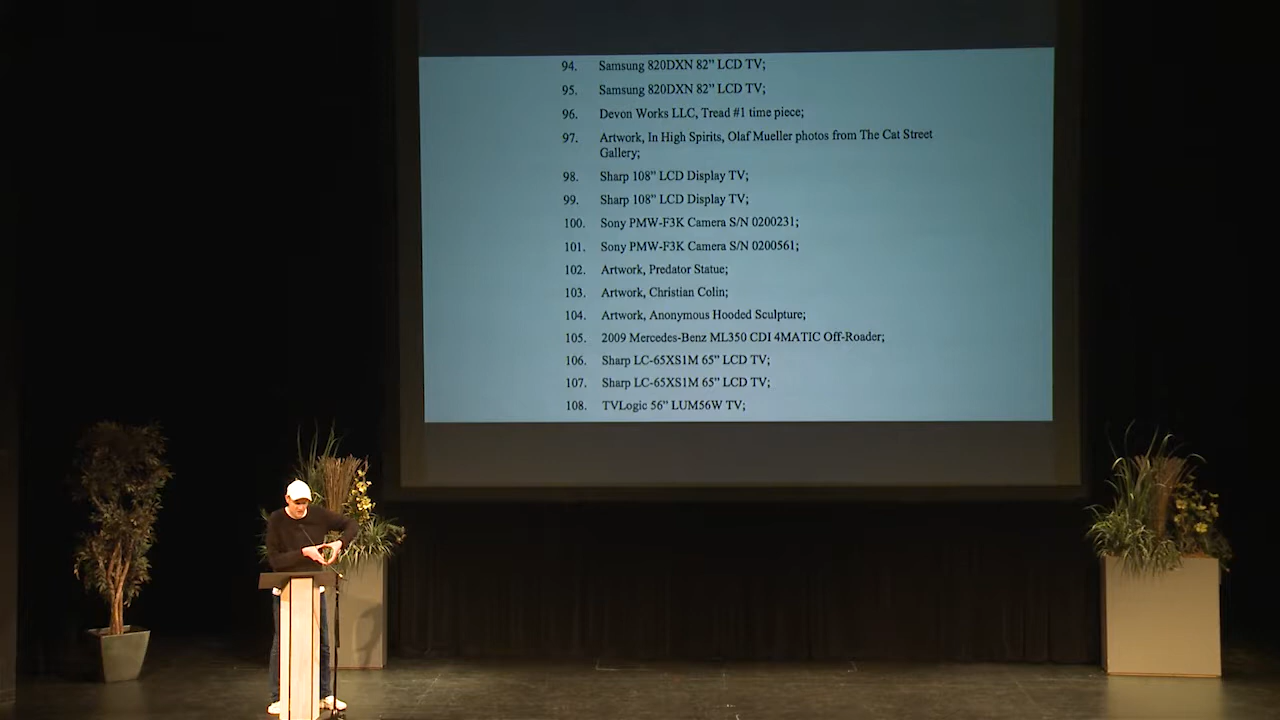 94. Samsung 820DXN 82” LCD TV;
95. Samsung 820DXN 82” LCD TV;
96. Devon Works LLC, Tread #1 time piece;
97. Artwork, In High Spirits, Olaf Mueller photos from The Cat Street
Gallery;
98. Sharp 108” LCD Display TV;
99. Sharp 108” LCD Display TV;
100. Sony PMW-F3K Camera S/N 0200231;
101. Sony PMW-F3K Camera S/N 0200561;
102. Artwork, Predator Statue;
103. Artwork, Christian Colin;
104. Artwork, Anonymous Hooded Sculpture;
105. 2009 Mercedes-Benz ML350 CDI 4MATIC Off-Roader;
106. Sharp LC-65XS1M 65” LCD TV;
107. Sharp LC-65XS1M 65” LCD TV;
108. TVLogic 56” LUM56W TV;